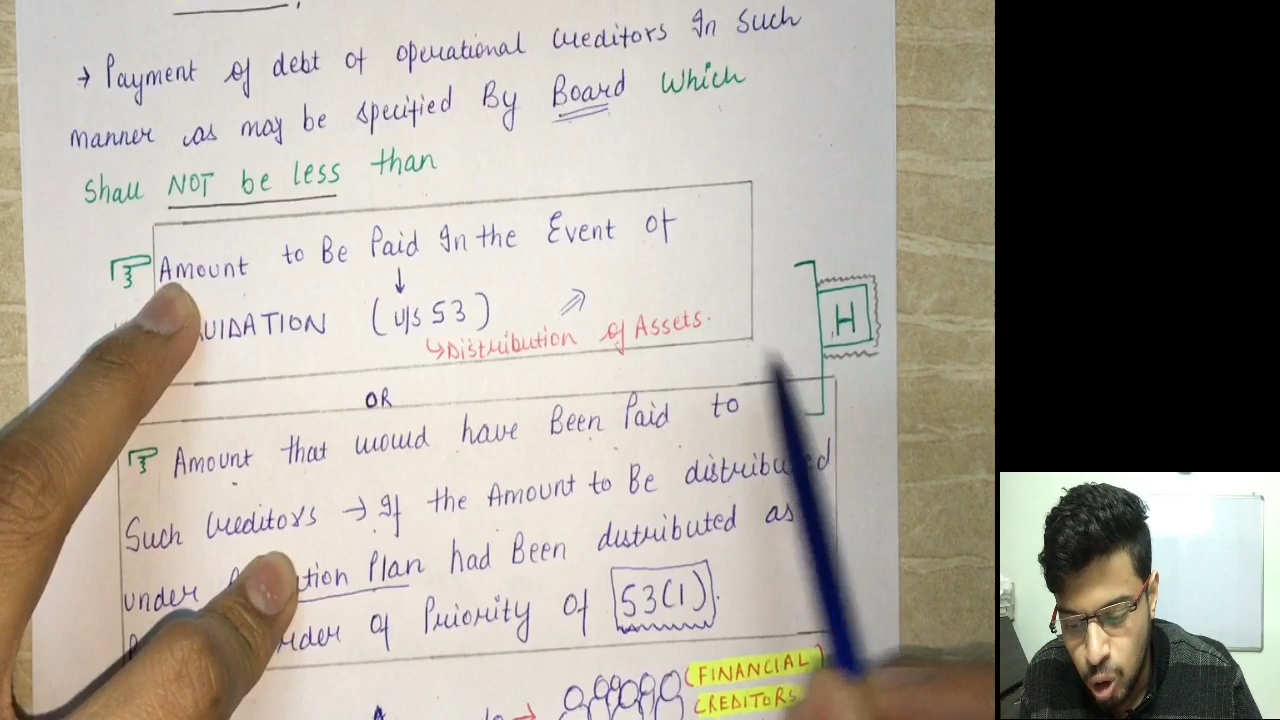 → Payment of debt of operational creditors In Such
manner as may be specified By Board Which
Shall NOT be less than
Amount to Be Paid In the Event of
UIDATION (u/s 53)
↳ Distribution of Assets.
H
OR
Amount that would have Been Paid to
Such Creditors → If the Amount to Be distributed
under tion Plan had Been distributed as
rder of Priority of 53(1).
(FINANCIAL
CREDITORS